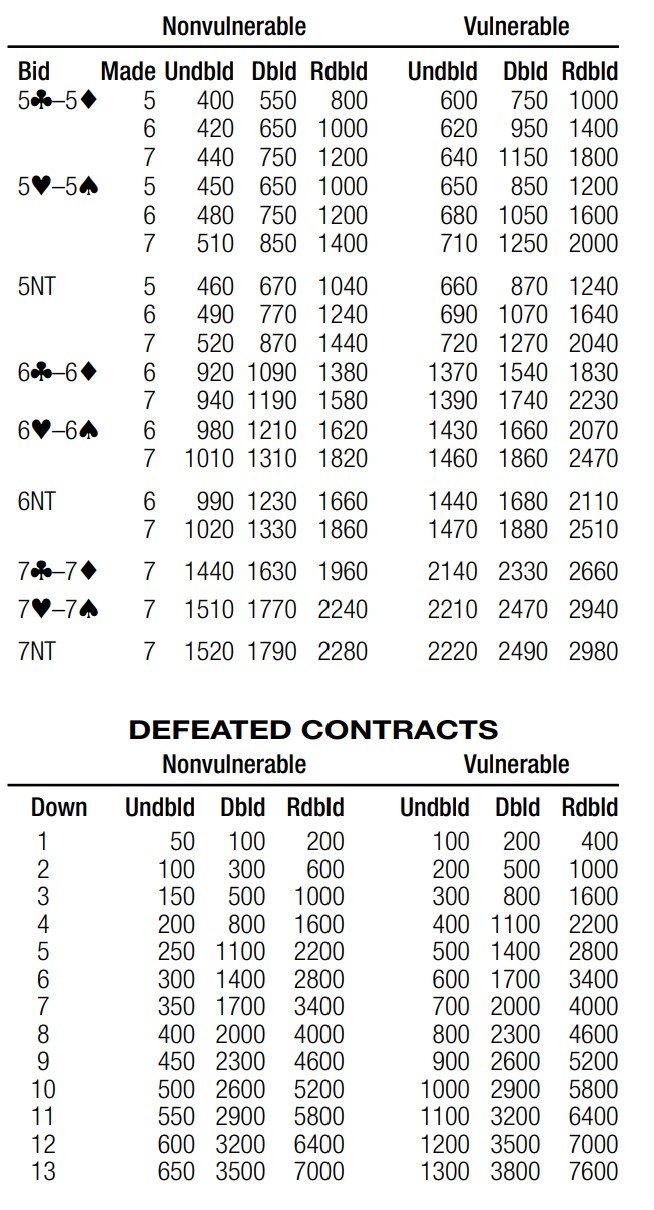 Nonvulnerable Vulnerable
Bid Made Undbld Dbld Rdbld Undbld Dbld Rdbld
5♣–5♦ 5 400 550 800 600 750 1000
6 420 650 1000 620 950 1400
7 440 750 1200 640 1150 1800
5♥–5♠ 5 450 650 1000 650 850 1200
6 480 750 1200 680 1050 1600
7 510 850 1400 710 1250 2000
5NT 5 460 670 1040 660 870 1240
6 490 770 1240 690 1070 1640
7 520 870 1440 720 1270 2040
6♣–6♦ 6 920 1090 1380 1370 1540 1830
7 940 1190 1580 1390 1740 2230
6♥–6♠ 6 980 1210 1620 1430 1660 2070
7 1010 1310 1820 1460 1860 2470
6NT 6 990 1230 1660 1440 1680 2110
7 1020 1330 1860 1470 1880 2510
7♣–7♦ 7 1440 1630 1960 2140 2330 2660
7♥–7♠ 7 1510 1770 2240 2210 2470 2940
7NT 7 1520 1790 2280 2220 2490 2980
DEFEATED CONTRACTS
Nonvulnerable Vulnerable
Down Undbld Dbld Rdbld Undbld Dbld Rdbld
1 50 100 200 100 200 400
2 100 300 600 200 500 1000
3 150 500 1000 300 800 1600
4 200 800 1600 400 1100 2200
5 250 1100 2200 500 1400 2800
6 300 1400 2800 600 1700 3400
7 350 1700 3400 700 2000 4000
8 400 2000 4000 800 2300 4600
9 450 2300 4600 900 2600 5200
10 500 2600 5200 1000 2900 5800
11 550 2900 5800 1100 3200 6400
12 600 3200 6400 1200 3500 7000
13 650 3500 7000 1300 3800 7600